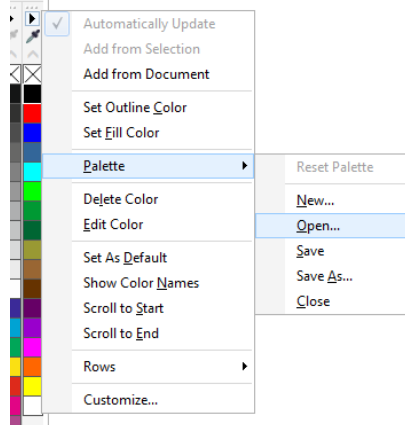 Automatically Update
Add from Selection
Add from Document
Set Outline Color
Set Fill Color
Palette
Delete Color
Edit Color
Set As Default
Show Color Names
Scroll to Start
Scroll to End
Rows
Customize...
Reset Palette
New...
Open...
Save
Save As...
Close